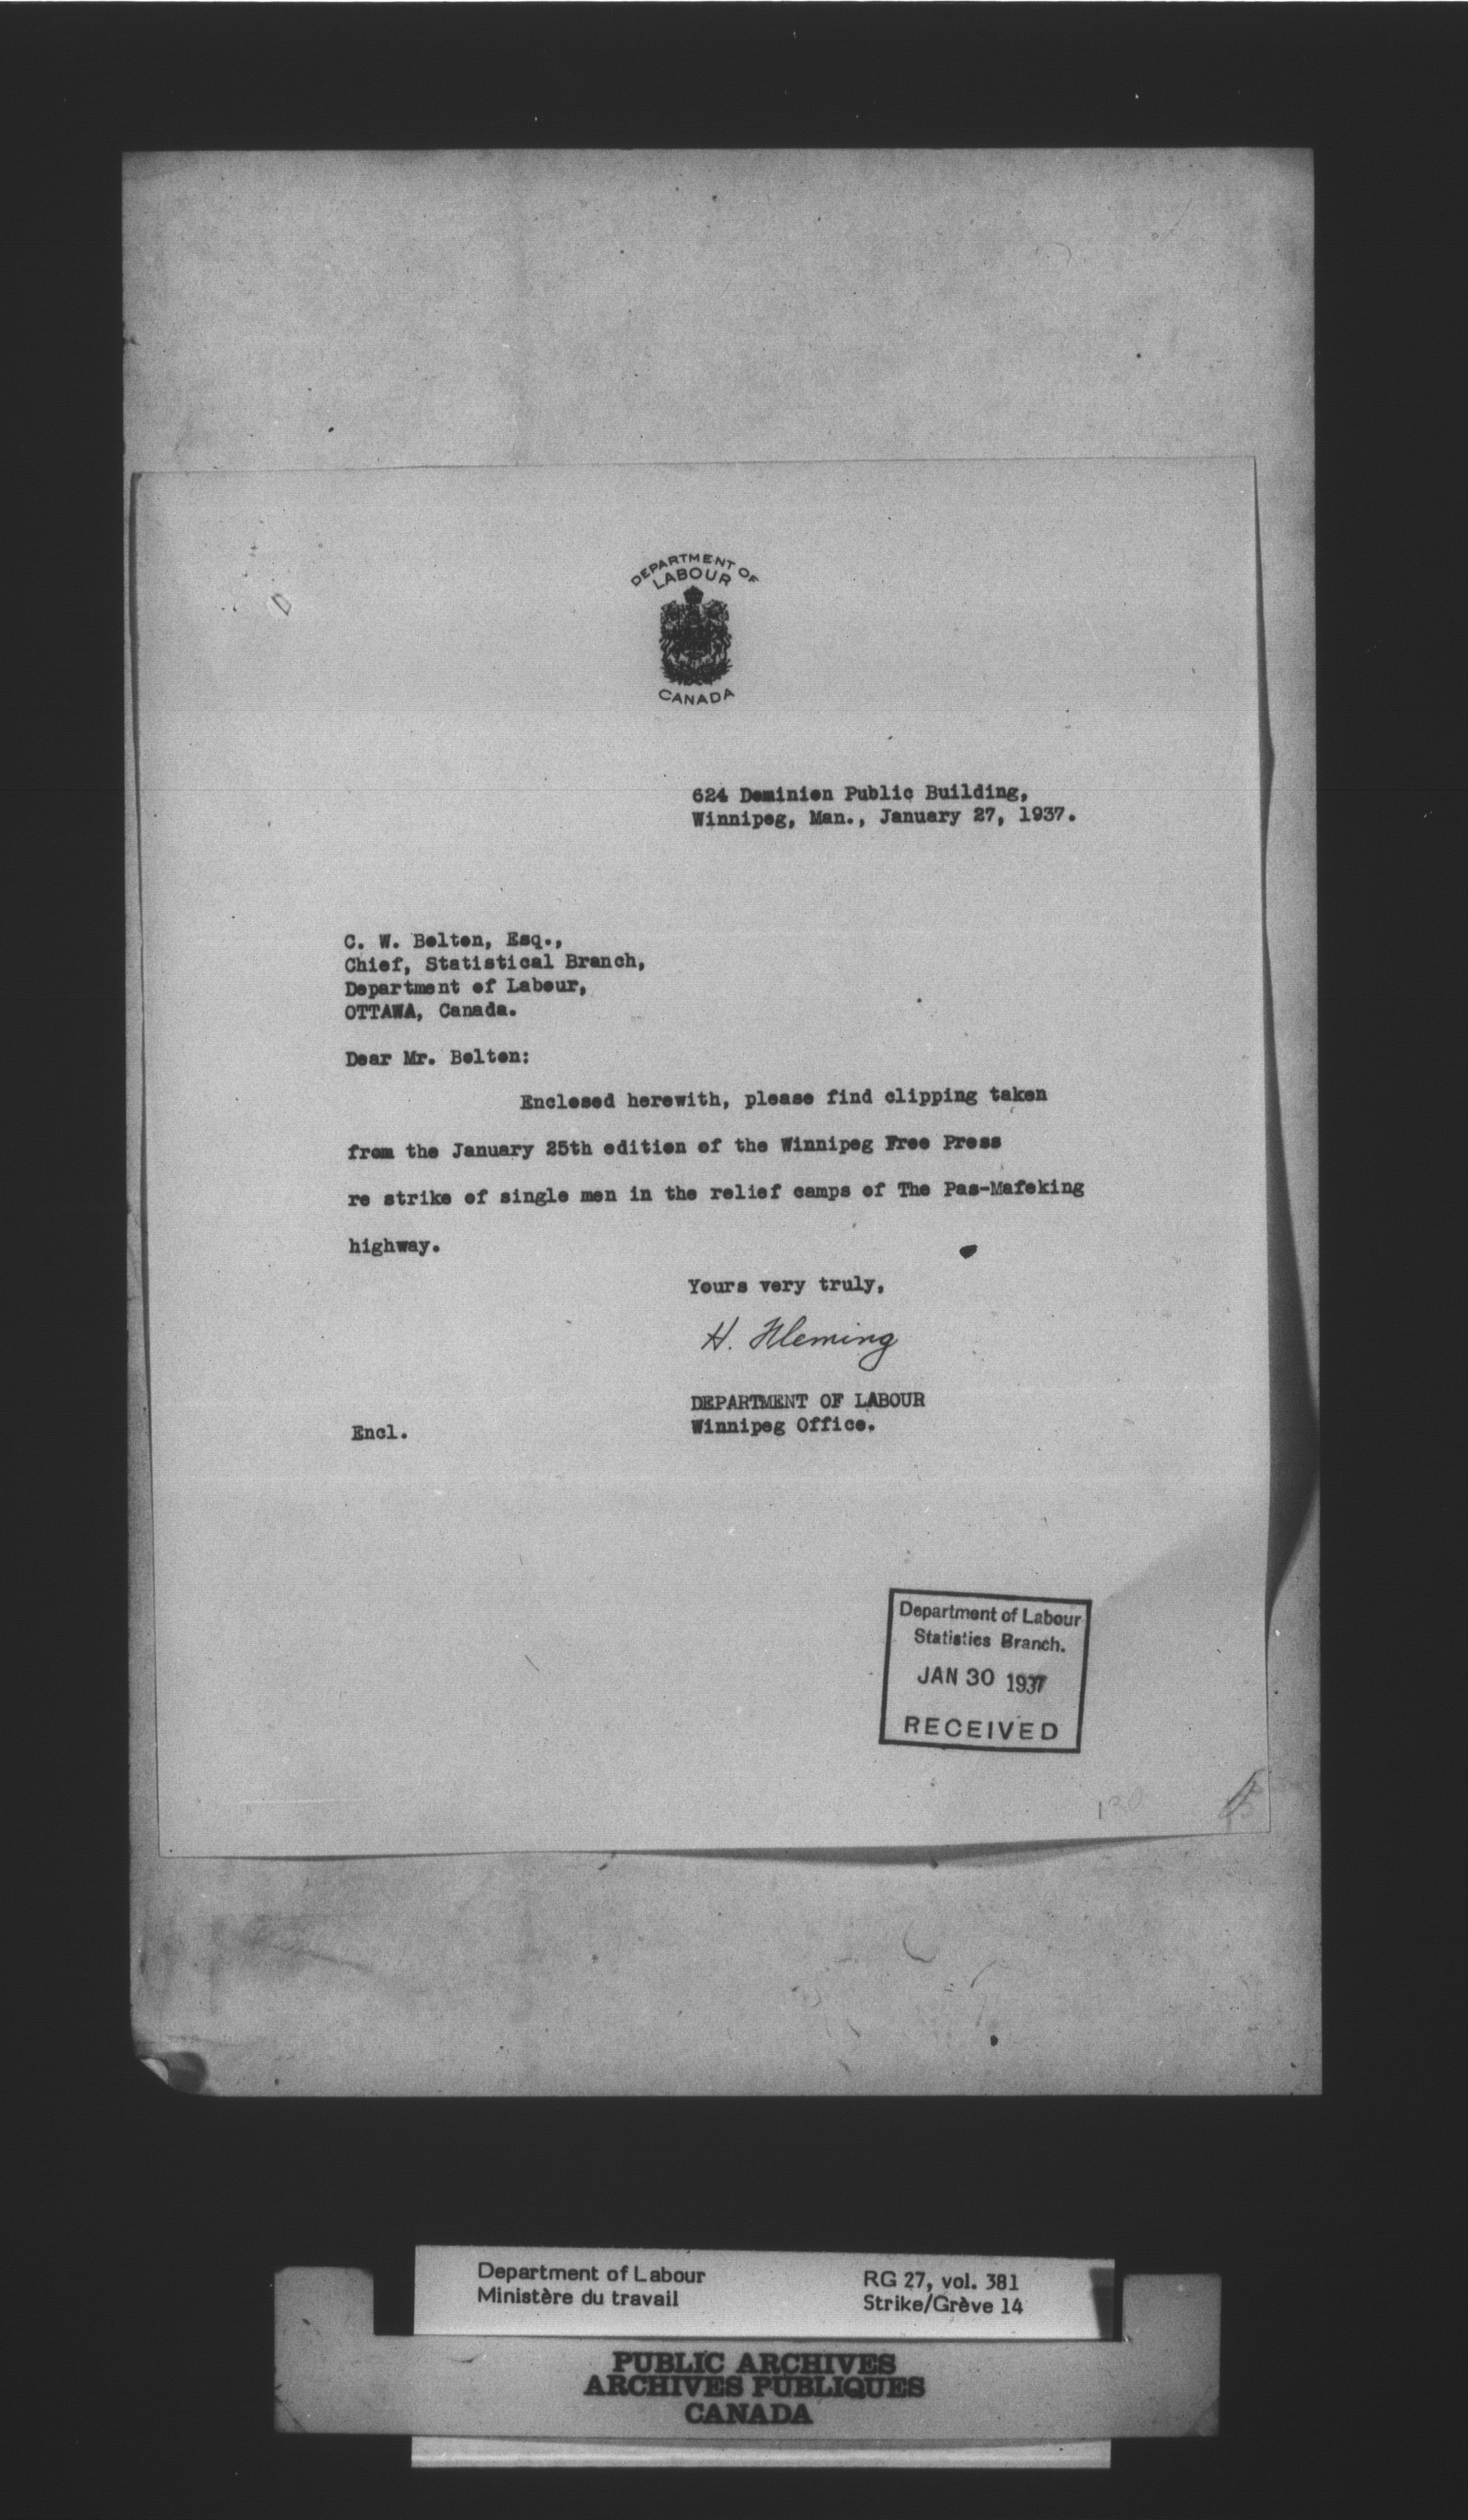 DEPARTMENT OF
LABOUR
CANADA
624 Dominion Public Building,
Winnipeg, Man., January 27, 1937.
C. W. Bolton, Esq.,
Chief, Statistical Branch,
Department of Labour,
OTTAWA, Canada.
Dear Mr. Bolton:
Enclosed herewith, please find clipping taken
from the January 25th edition of the Winnipeg Free Press
re strike of single men in the relief camps of The Pas-Mafeking
highway.
Yours very truly,
H. Fleming
DEPARTMENT OF LABOUR
Winnipeg Office.
Encl.
Department of Labour
Statistics Branch.
JAN 30 1937
RECEIVED
Department of Labour
Ministère du travail
RG 27, vol. 381
Strike/Grève 14
PUBLIC ARCHIVES
ARCHIVES PUBLIQUES
CANADA